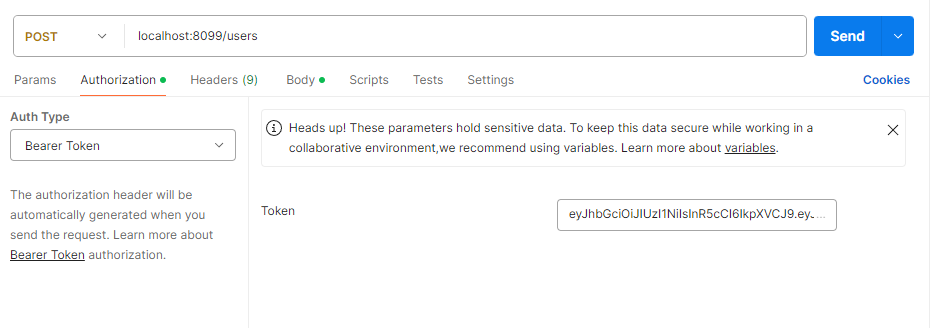 POST localhost:8099/users Send
Params Authorization Headers (9) Body Scripts Tests Settings Cookies
Auth Type
Bearer Token
The authorization header will be
automatically generated when you
send the request. Learn more about
Bearer Token authorization.
Heads up! These parameters hold sensitive data. To keep this data secure while working in a
collaborative environment,we recommend using variables. Learn more about variables.
Token eyJhbGciOiJIUzI1NiIsInR5cCI6IkpXVCJ9.eyJ...